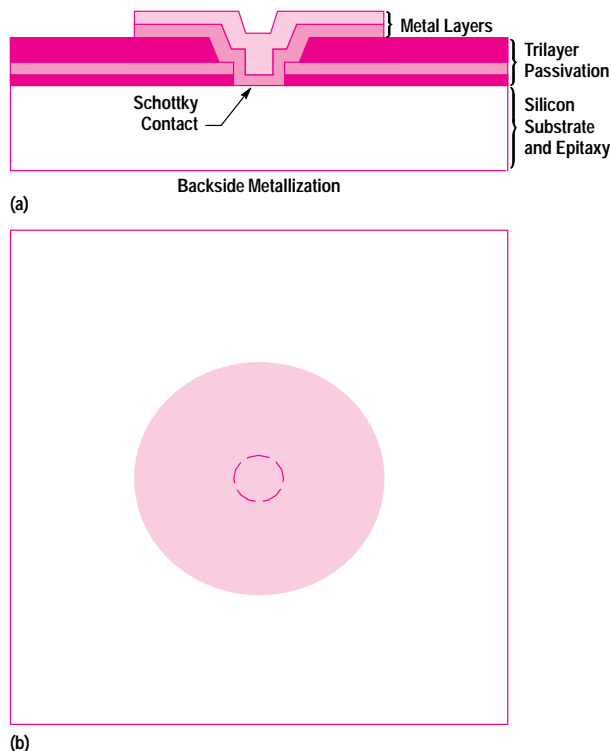 Metal Layers
Trilayer
Passivation
Schottky
Contact
Silicon
Substrate
and Epitaxy
Backside Metallization
(a)
(b)